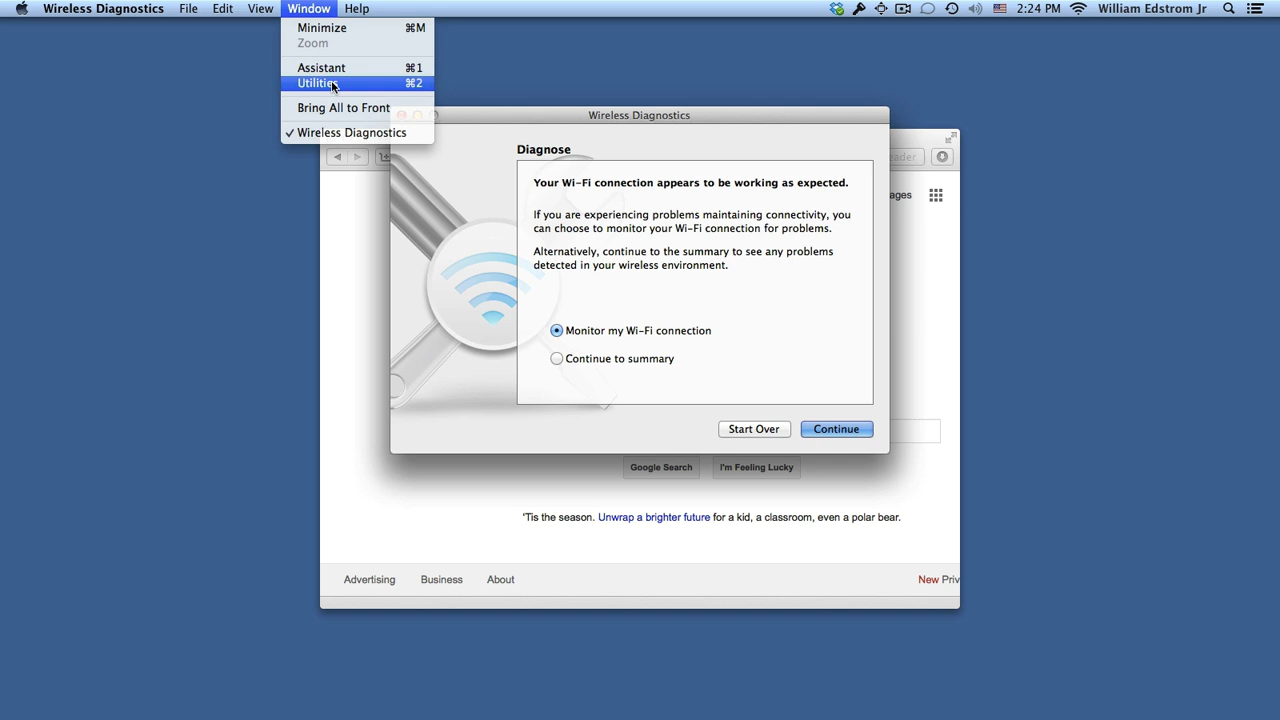 Wireless Diagnostics File Edit View Window Help 2:24 PM William Edstrom Jr
Minimize ⌘M
Zoom
Assistant ⌘1
Utilities ⌘2
Bring All to Front
✓ Wireless Diagnostics
Wireless Diagnostics
Diagnose
Your Wi-Fi connection appears to be working as expected.
If you are experiencing problems maintaining connectivity, you
can choose to monitor your Wi-Fi connection for problems.
Alternatively, continue to the summary to see any problems
detected in your wireless environment.
Monitor my Wi-Fi connection
Continue to summary
Start Over Continue
Google Search I'm Feeling Lucky
'Tis the season. Unwrap a brighter future for a kid, a classroom, even a polar bear.
Advertising Business About New Priv